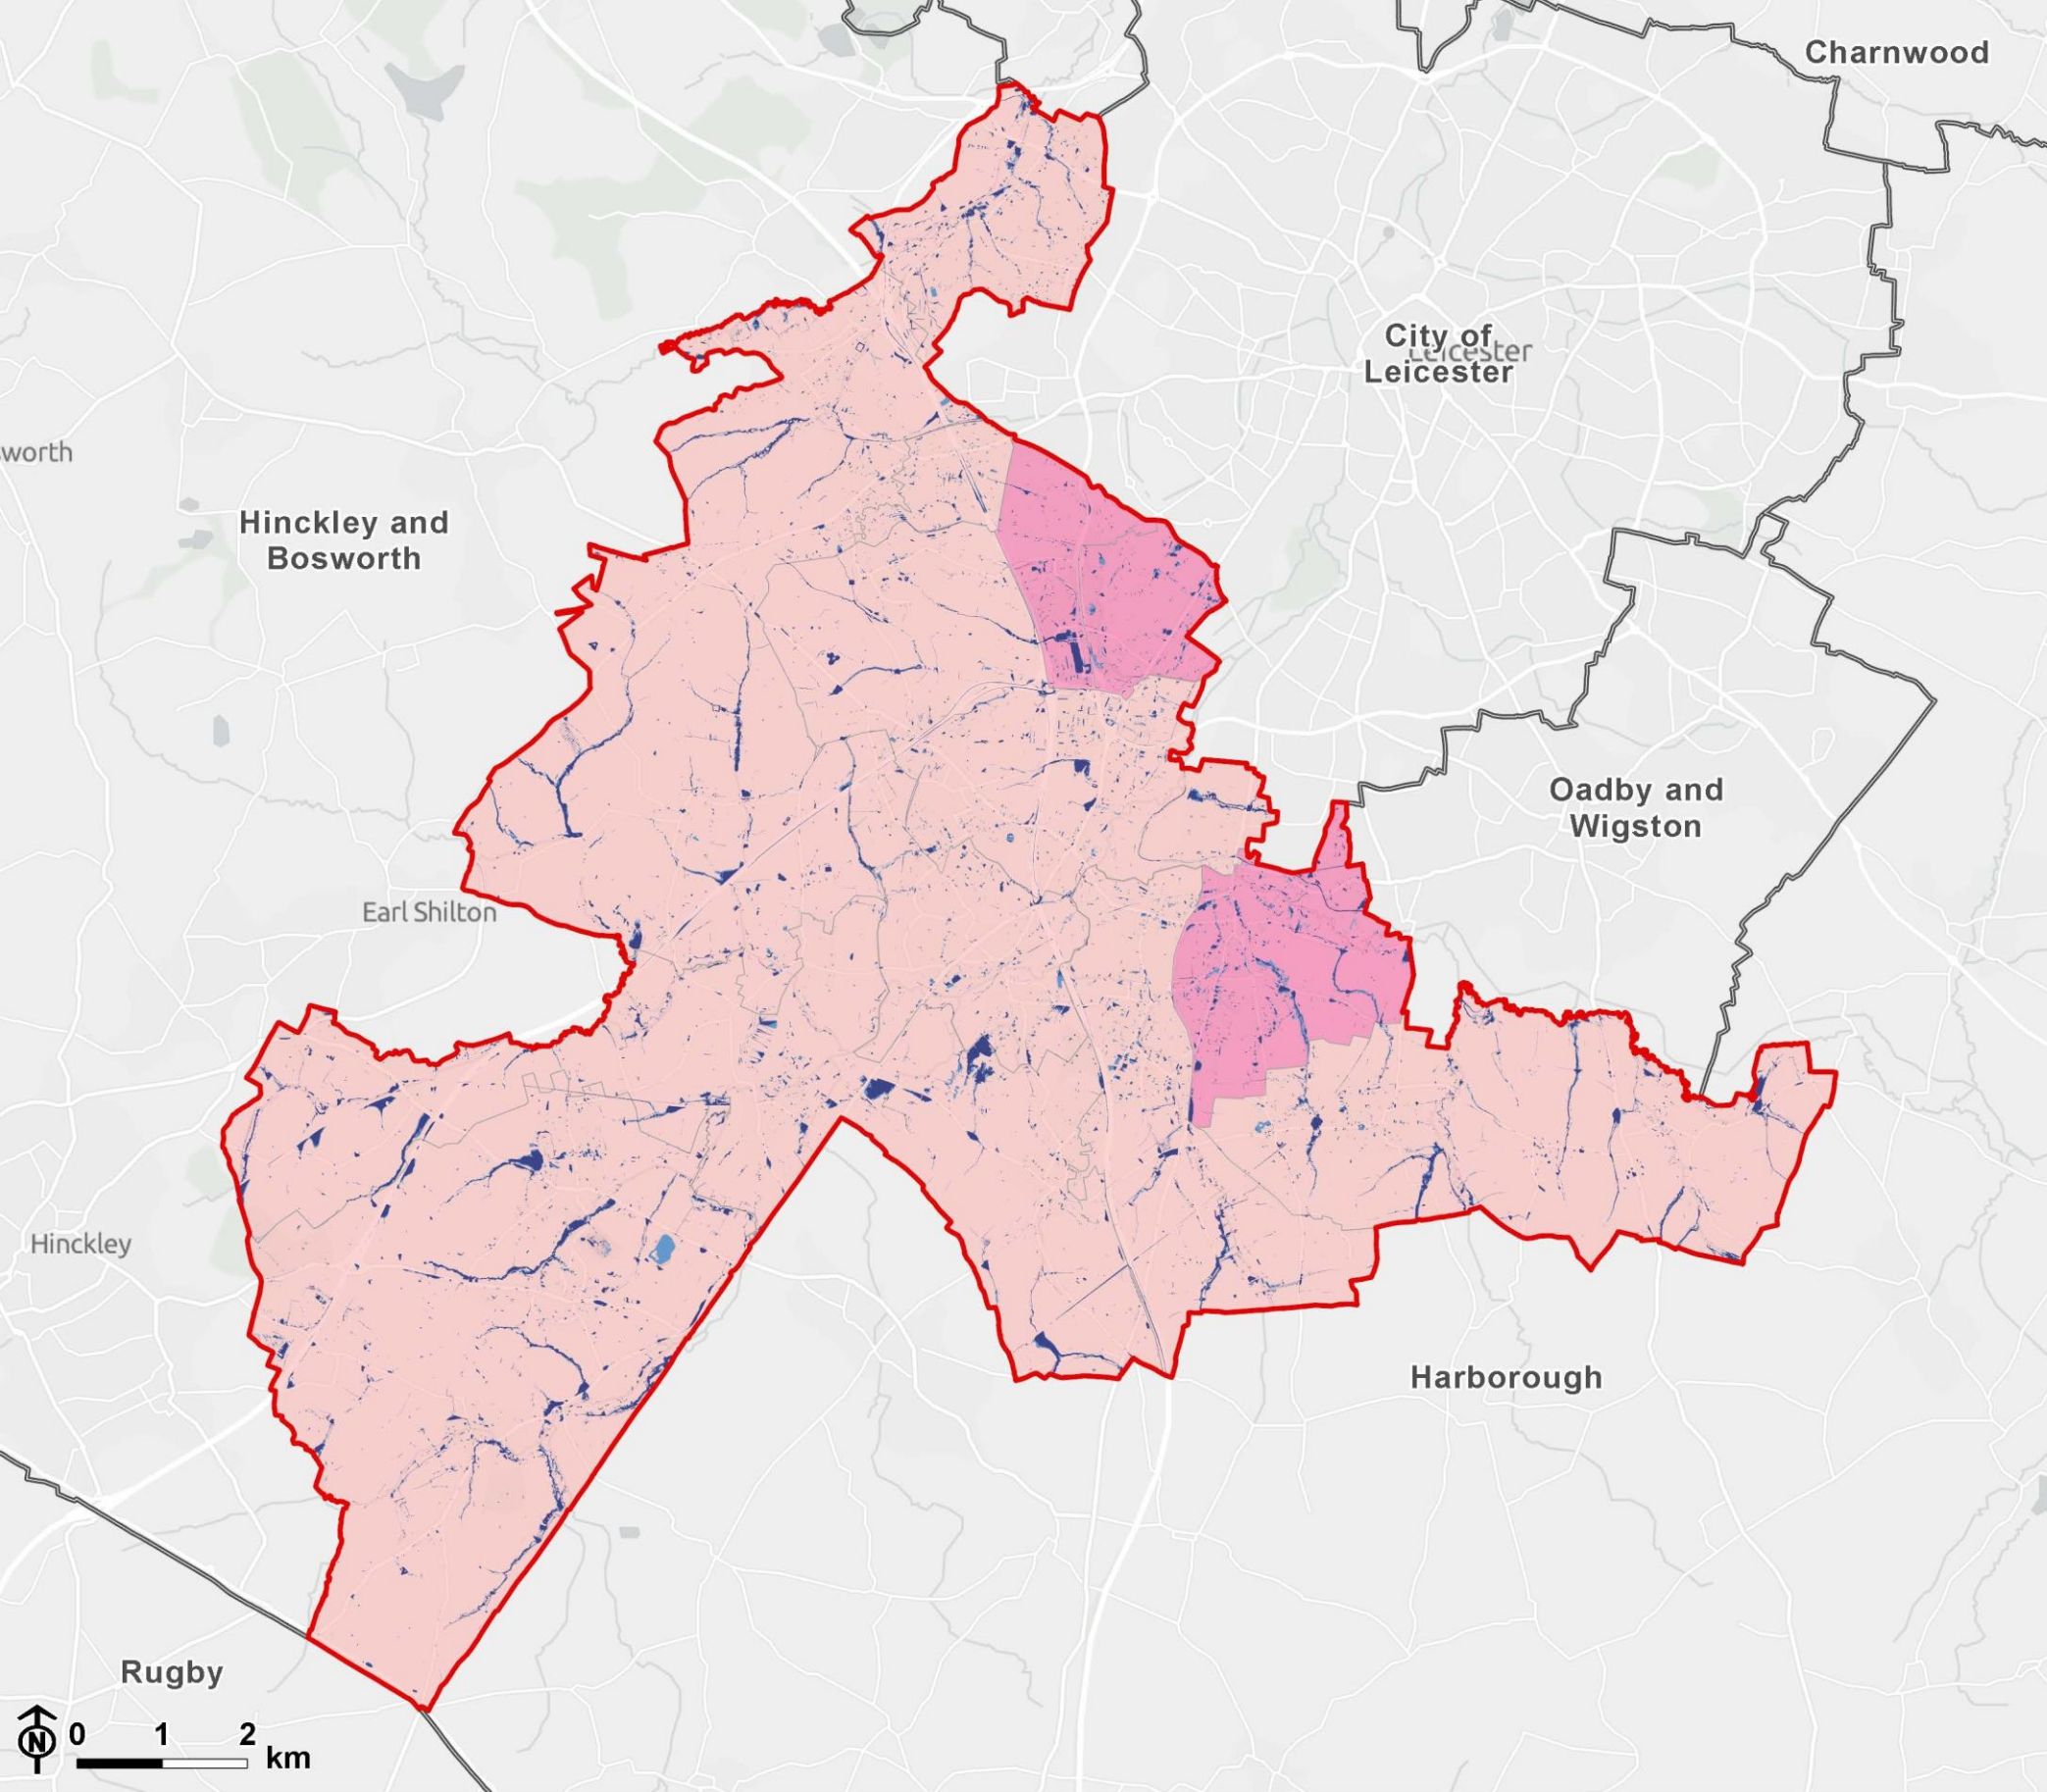 Charnwood
City of
Leicester
Leicester
worth
Hinckley and
Bosworth
Oadby and
Wigston
Earl Shilton
Hinckley
Harborough
Rugby
N
0 1 2
km